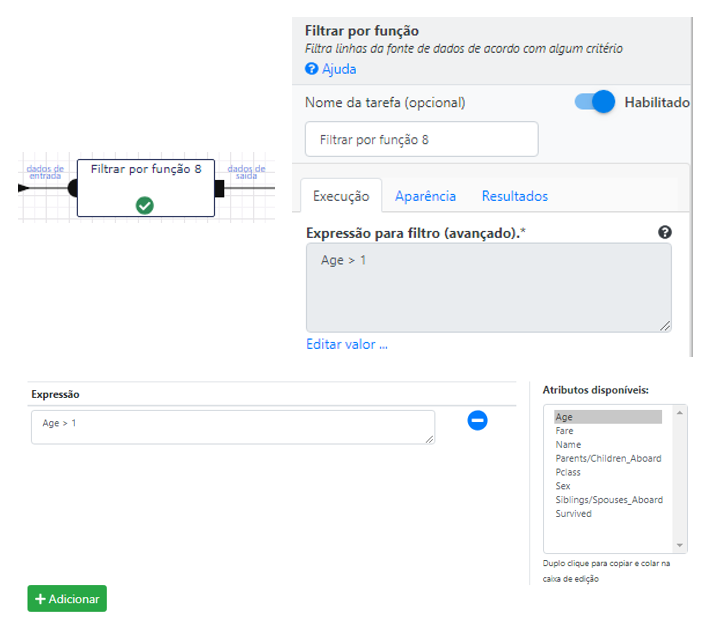 Filtrar por função
Filtra linhas da fonte de dados de acordo com algum critério
Ajuda
Nome da tarefa (opcional)
Habilitado
Filtrar por função 8
dados de
entrada
Filtrar por função 8
dados de
saída
Execução Aparência Resultados
Expressão para filtro (avançado).*
Age > 1
Editar valor ...
Expressão
Age > 1
Atributos disponíveis:
Age
Fare
Name
Parents/Children_Aboard
Pclass
Sex
Siblings/Spouses_Aboard
Survived
Duplo clique para copiar e colar na
caixa de edição
+ Adicionar